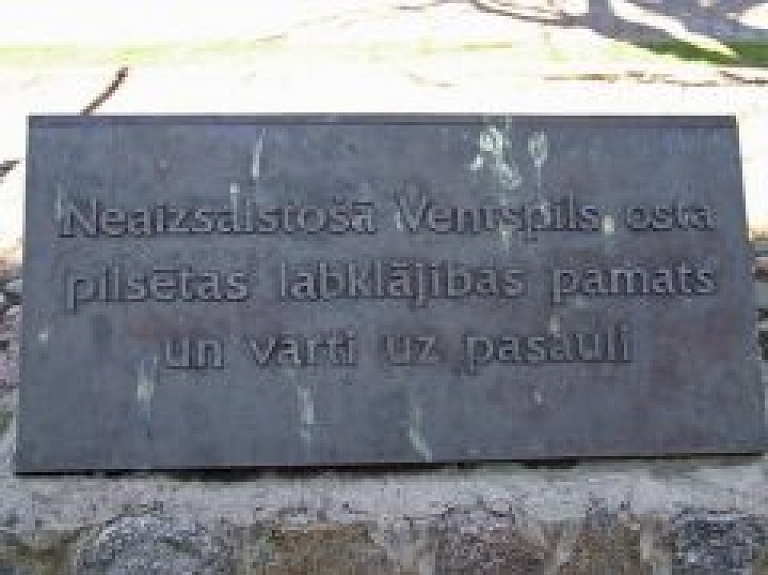 Neaizsalstošā Ventspils osta
pilsētas labklājības pamats
un vārti uz pasauli